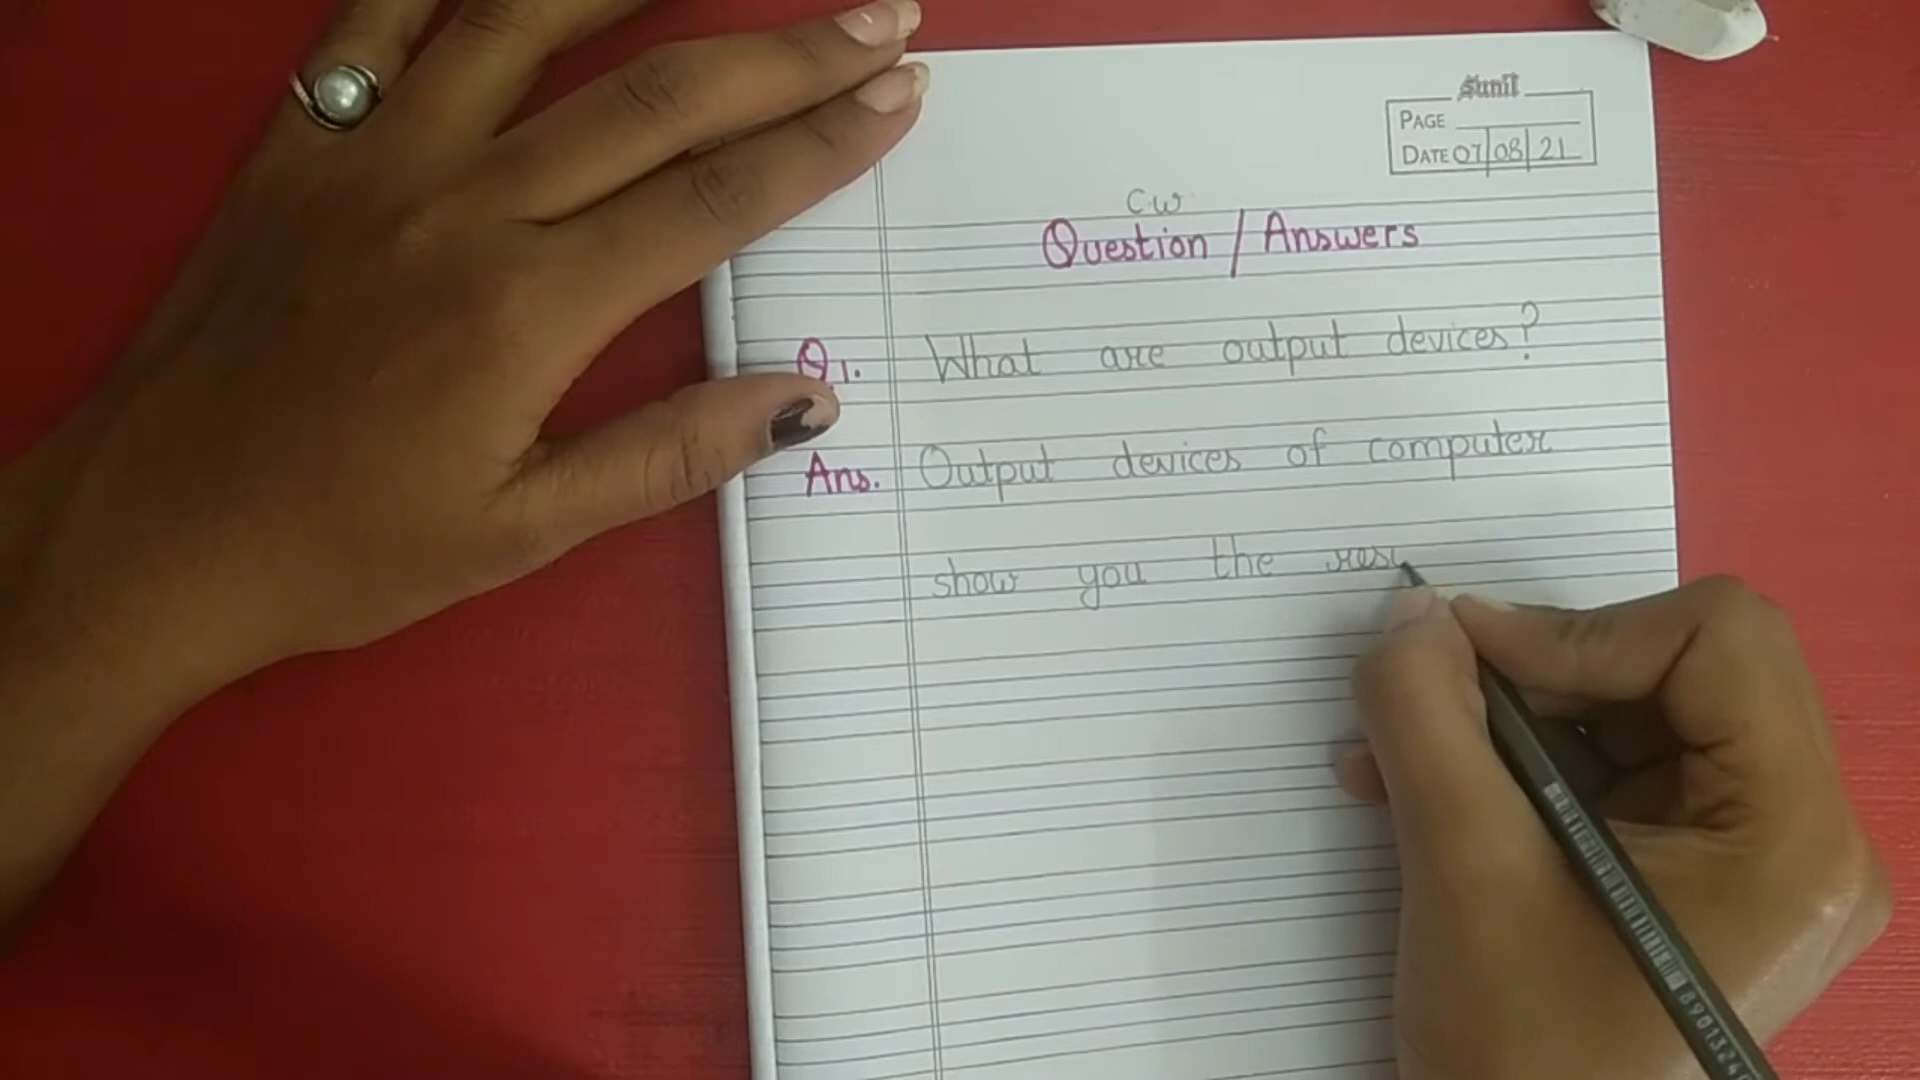 Sunil
PAGE
DATE 07/08/21
C.W
Question / Answers
Q1. What are output devices?
Ans. Output devices of computer
show you the resu